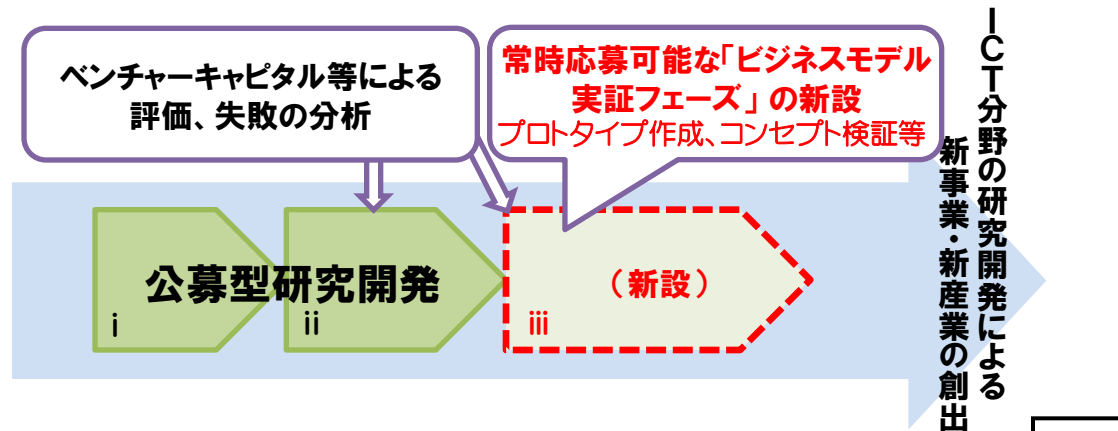 ベンチャーキャピタル等による
評価、失敗の分析
常時応募可能な「ビジネスモデル
実証フェーズ」の新設
プロトタイプ作成、コンセプト検証等
公募型研究開発
i
ii
（新設）
iii
ICT分野の研究開発による
新事業・新産業の創出